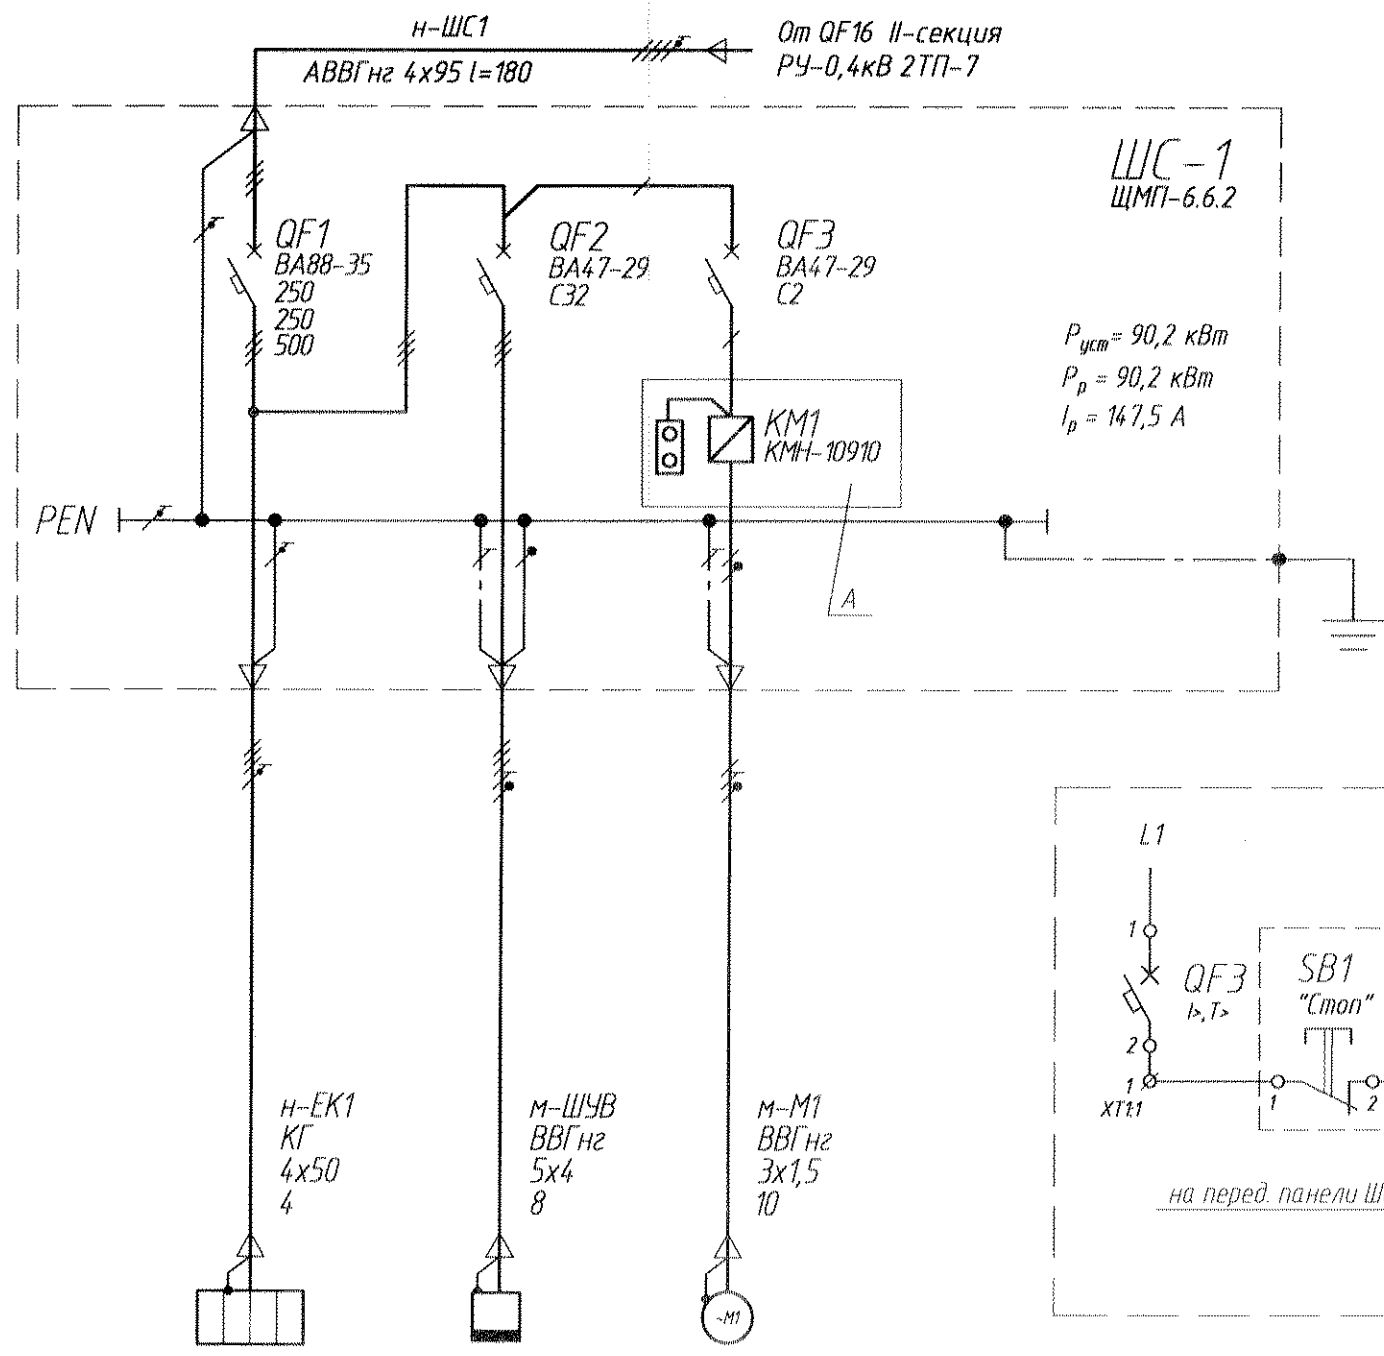 н-ШС1
АВВГнг 4х95 l=180
От QF16 II-секция
РУ-0,4кВ 2ТП-7
ШС-1
ЩМП-6.6.2
QF1
ВА88-35
250
250
500
QF2
ВА47-29
С32
QF3
ВА47-29
С2
Pуст= 90,2 кВт
Pр = 90,2 кВт
Iр = 147,5 А
КМ1
КМН-10910
PEN
А
L1
1
QF3
I>,T>
2
1
XT1:1
SB1
"Стоп"
1
2
на перед. панели Ш
н-ЕК1
КГ
4х50
4
м-ШУВ
ВВГнг
5х4
8
м-М1
ВВГнг
3х1,5
10
~М1